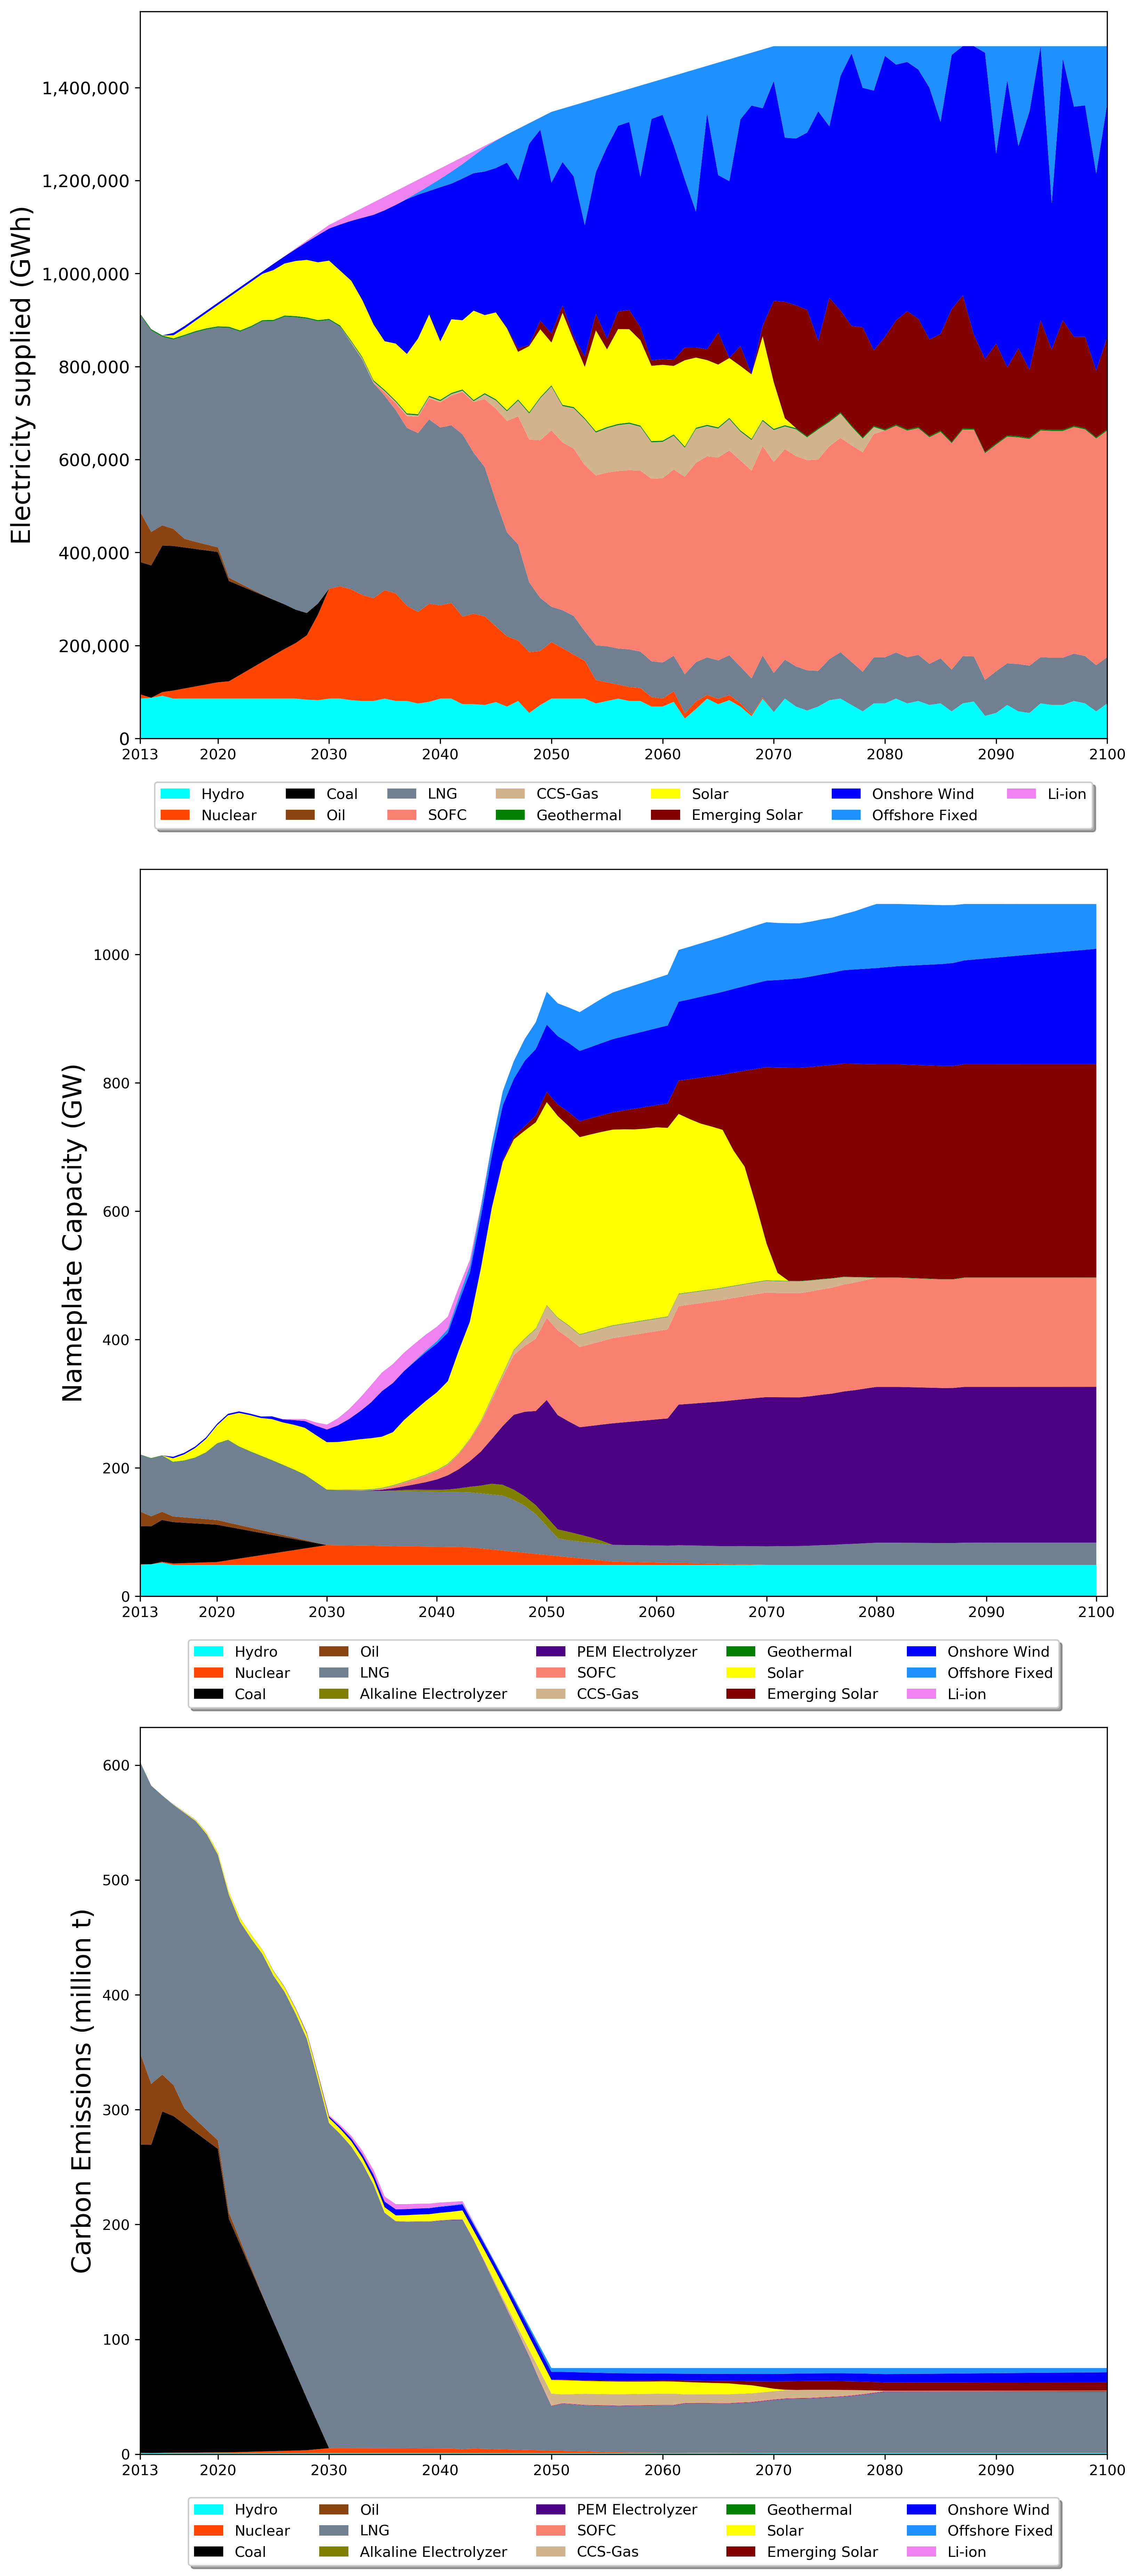 Electricity supplied (GWh)
1,400,000
1,200,000
1,000,000
800,000
600,000
400,000
200,000
0
2013 2020 2030 2040 2050 2060 2070 2080 2090 2100
Hydro Coal LNG CCS-Gas Solar Onshore Wind Li-ion
Nuclear Oil SOFC Geothermal Emerging Solar Offshore Fixed
Nameplate Capacity (GW)
1000
800
600
400
200
0
2013 2020 2030 2040 2050 2060 2070 2080 2090 2100
Hydro Oil PEM Electrolyzer Geothermal Onshore Wind
Nuclear LNG SOFC Solar Offshore Fixed
Coal Alkaline Electrolyzer CCS-Gas Emerging Solar Li-ion
Carbon Emissions (million t)
600
500
400
300
200
100
0
2013 2020 2030 2040 2050 2060 2070 2080 2090 2100
Hydro Oil PEM Electrolyzer Geothermal Onshore Wind
Nuclear LNG SOFC Solar Offshore Fixed
Coal Alkaline Electrolyzer CCS-Gas Emerging Solar Li-ion